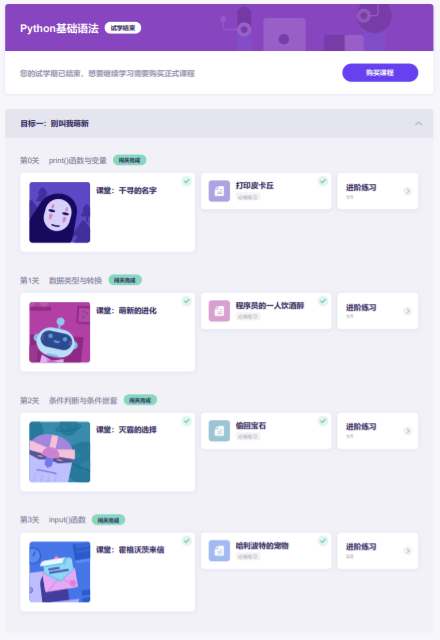 Python基础语法 试学结束
您的试学期已结束，想要继续学习需要购买正式课程 购买课程
目标一：别叫我萌新
第0关 print()函数与变量 闯关完成
课堂：千寻的名字
打印皮卡丘
必做练习
进阶练习
1/1
第1关 数据类型与转换 闯关完成
课堂：萌新的进化
程序员的一人饮酒醉
必做练习
进阶练习
1/1
第2关 条件判断与条件嵌套 闯关完成
课堂：灭霸的选择
偷回宝石
必做练习
进阶练习
1/1
第3关 input()函数 闯关完成
课堂：霍格沃茨来信
哈利波特的宠物
必做练习
进阶练习
2/2